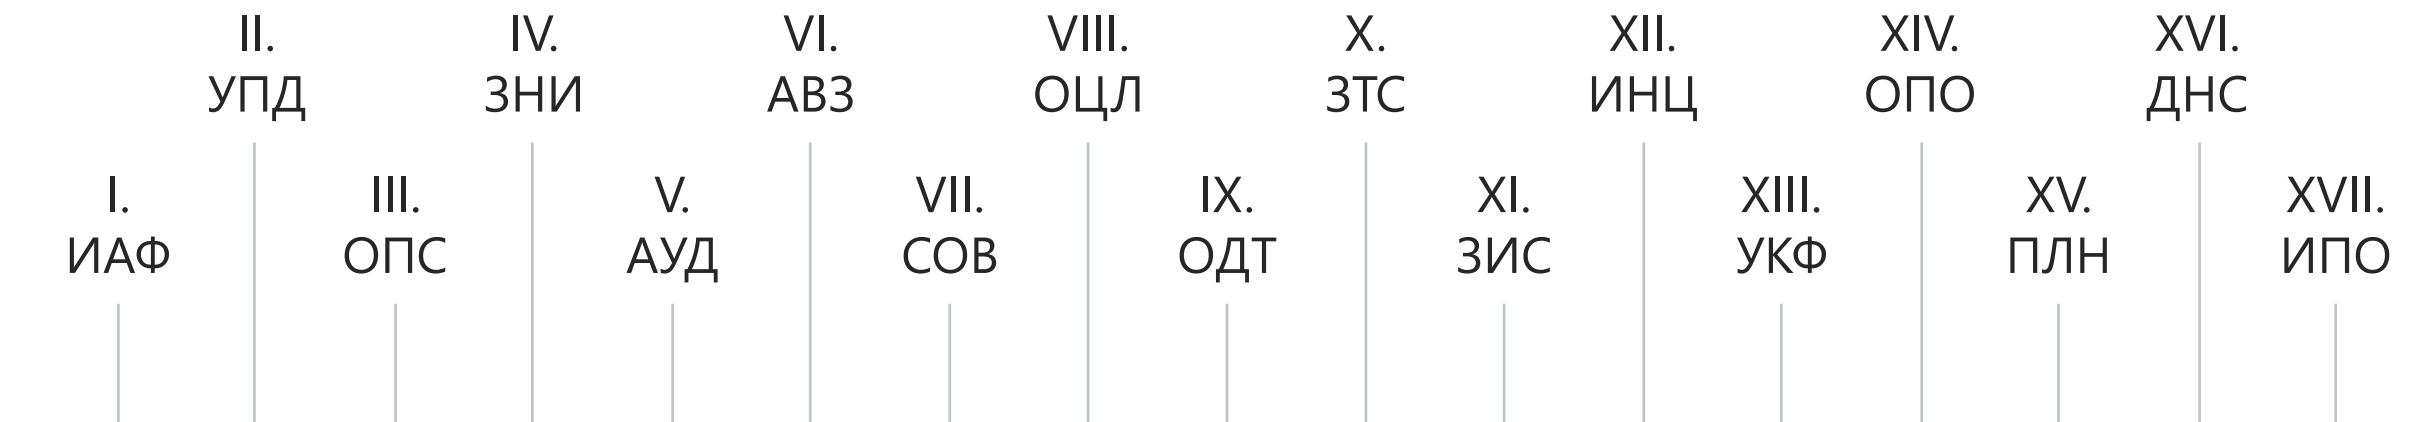 II. IV. VI. VIII. X. XII. XIV. XVI.
УПД ЗНИ АВЗ ОЦЛ ЗТС ИНЦ ОПО ДНС
I. III. V. VII. IX. XI. XIII. XV. XVII.
ИАФ ОПС АУД СОВ ОДТ ЗИС УКФ ПЛН ИПО